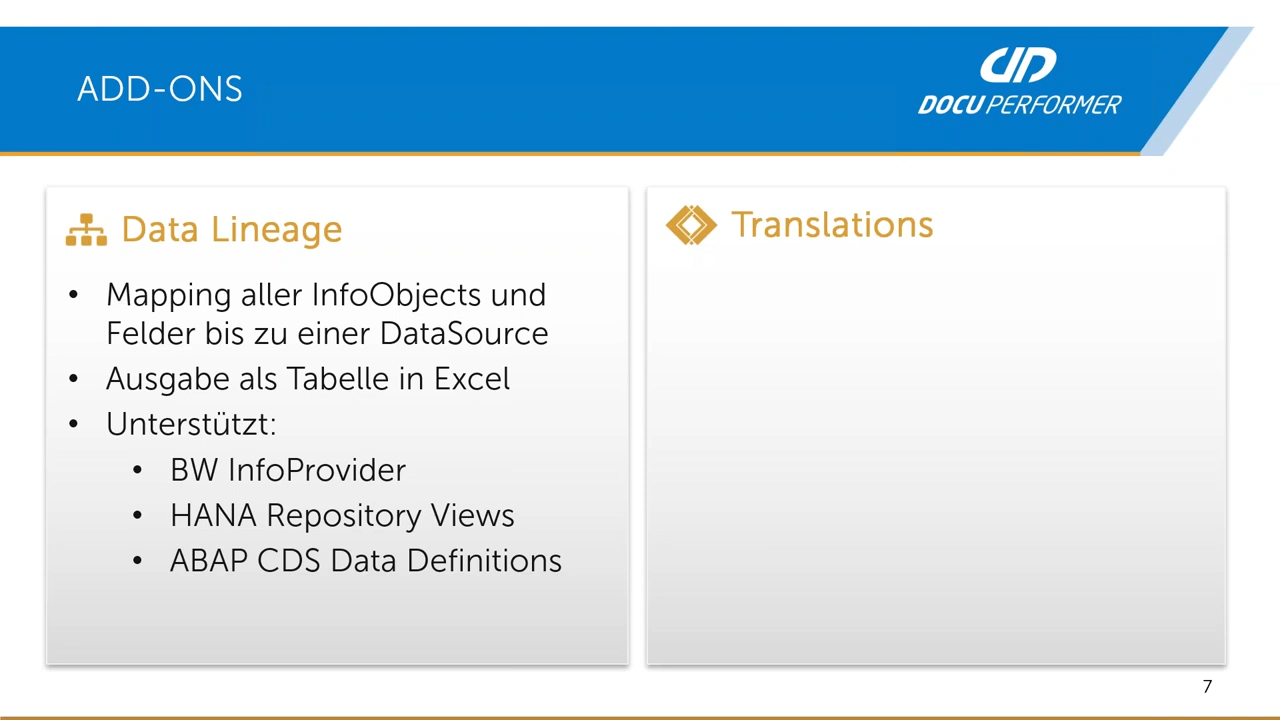 ADD-ONS
DOCU PERFORMER
Data Lineage
• Mapping aller InfoObjects und
Felder bis zu einer DataSource
• Ausgabe als Tabelle in Excel
• Unterstützt:
• BW InfoProvider
• HANA Repository Views
• ABAP CDS Data Definitions
Translations
7